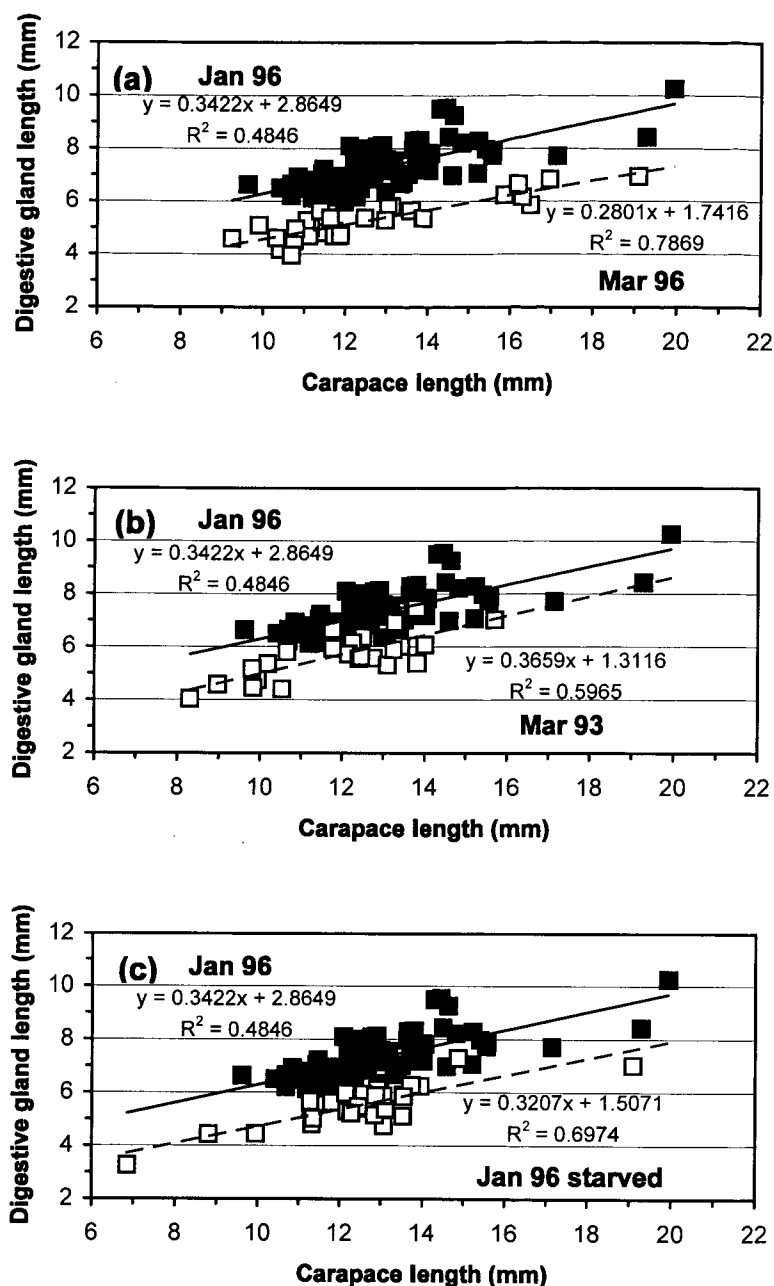 12
10
8
6
4
2
Digestive gland length (mm)
(a)
Jan 96
y = 0.3422x + 2.8649
R² = 0.4846
y = 0.2801x + 1.7416
R² = 0.7869
Mar 96
6 8 10 12 14 16 18 20 22
Carapace length (mm)
12
10
8
6
4
2
Digestive gland length (mm)
(b)
Jan 96
y = 0.3422x + 2.8649
R² = 0.4846
y = 0.3659x + 1.3116
R² = 0.5965
Mar 93
6 8 10 12 14 16 18 20 22
Carapace length (mm)
12
10
8
6
4
2
Digestive gland length (mm)
(c)
Jan 96
y = 0.3422x + 2.8649
R² = 0.4846
y = 0.3207x + 1.5071
R² = 0.6974
Jan 96 starved
6 8 10 12 14 16 18 20 22
Carapace length (mm)